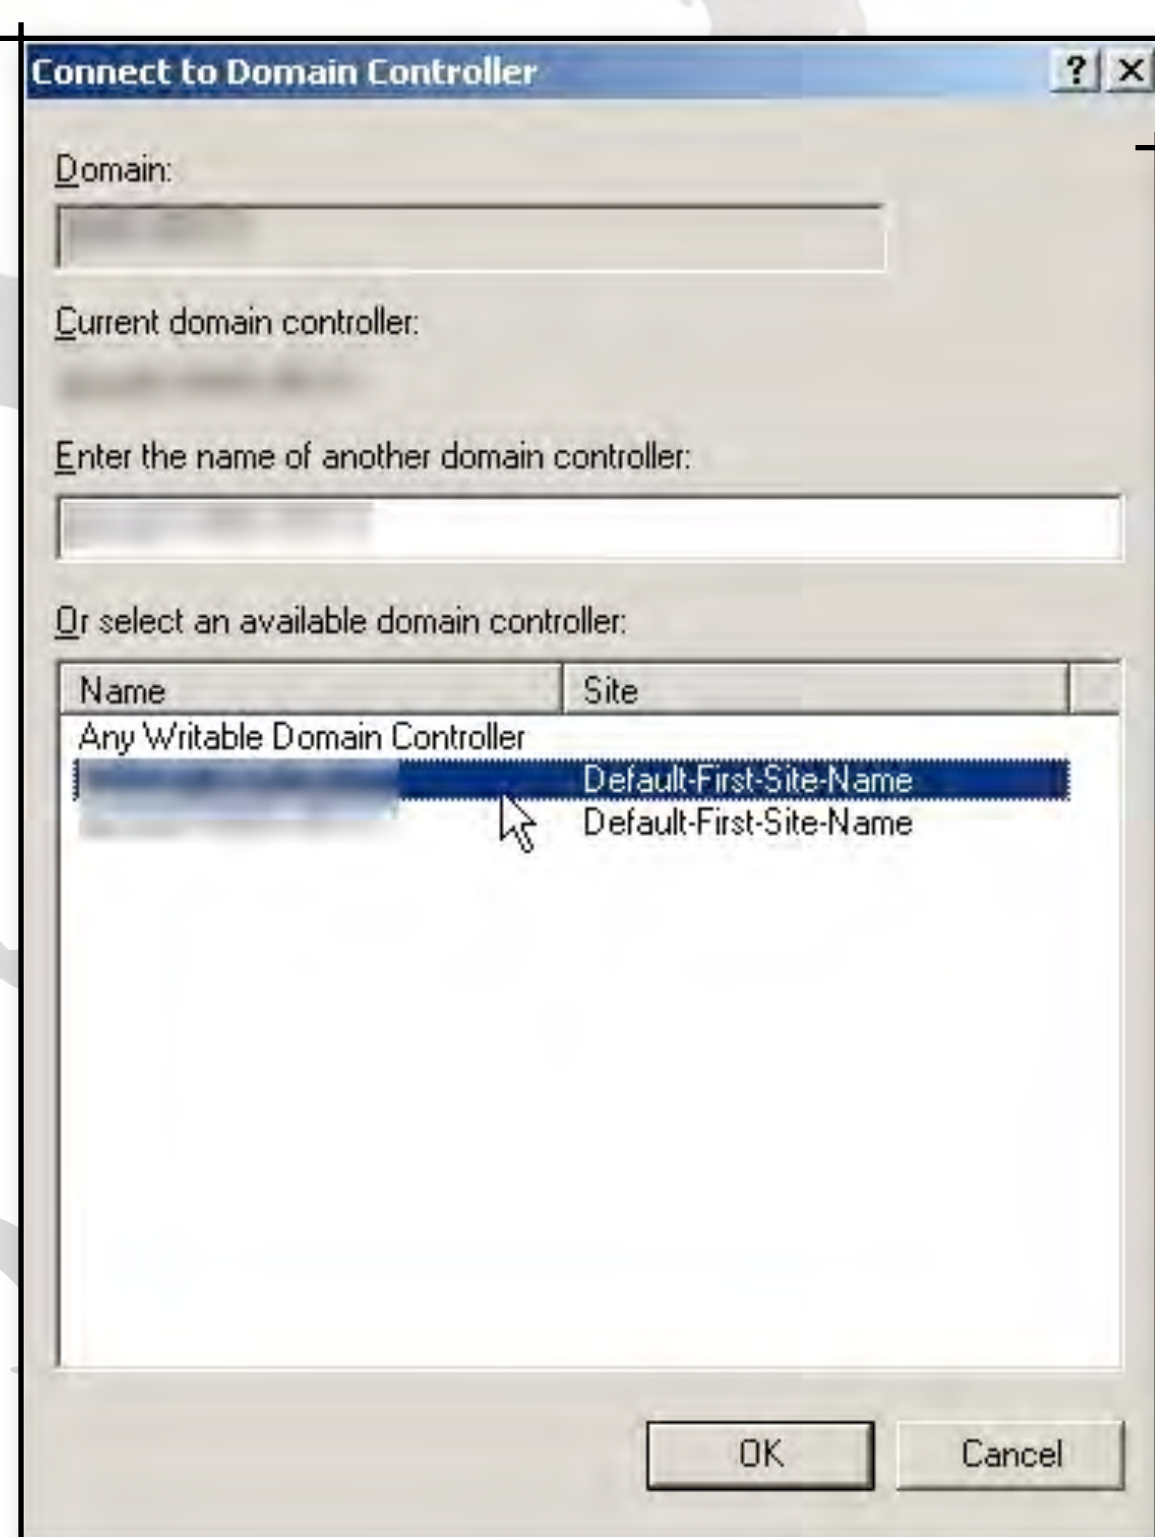 Connect to Domain Controller
Domain:
Current domain controller:
Enter the name of another domain controller:
Or select an available domain controller:
Name Site
Any Writable Domain Controller
Default-First-Site-Name
Default-First-Site-Name
OK Cancel